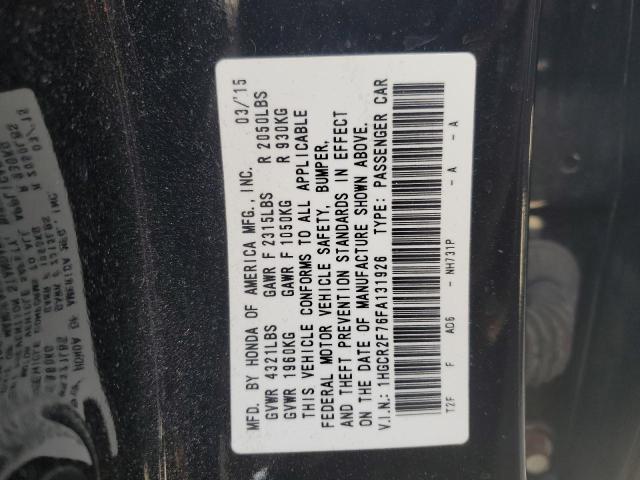 MFD. BY HONDA OF AMERICA MFG., INC. 03/'15
GVWR 4321LBS GAWR F 2315LBS R 2050LBS
GVWR 1960KG GAWR F 1050KG R 930KG
THIS VEHICLE CONFORMS TO ALL APPLICABLE
FEDERAL MOTOR VEHICLE SAFETY, BUMPER,
AND THEFT PREVENTION STANDARDS IN EFFECT
ON THE DATE OF MANUFACTURE SHOWN ABOVE.
V.I.N.: 1HGCR2F76FA131926 TYPE: PASSENGER CAR
T2F F AD6 - NH731P - A - A